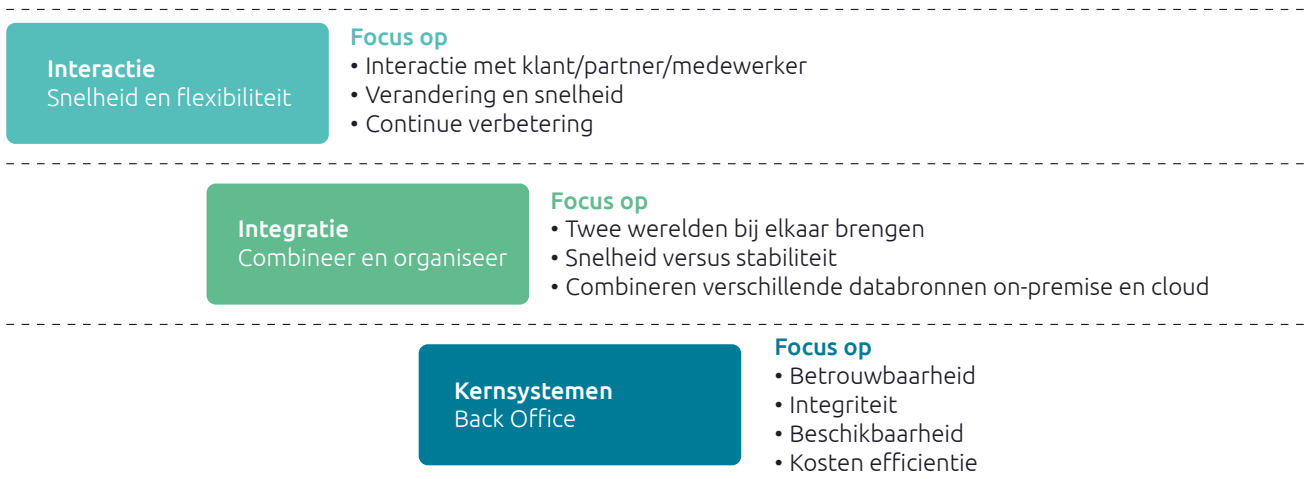 Interactie
Snelheid en flexibiliteit
Focus op
• Interactie met klant/partner/medewerker
• Verandering en snelheid
• Continue verbetering
Integratie
Combineer en organiseer
Focus op
• Twee werelden bij elkaar brengen
• Snelheid versus stabiliteit
• Combineren verschillende databronnen on-premise en cloud
Kernsystemen
Back Office
Focus op
• Betrouwbaarheid
• Integriteit
• Beschikbaarheid
• Kosten efficientie